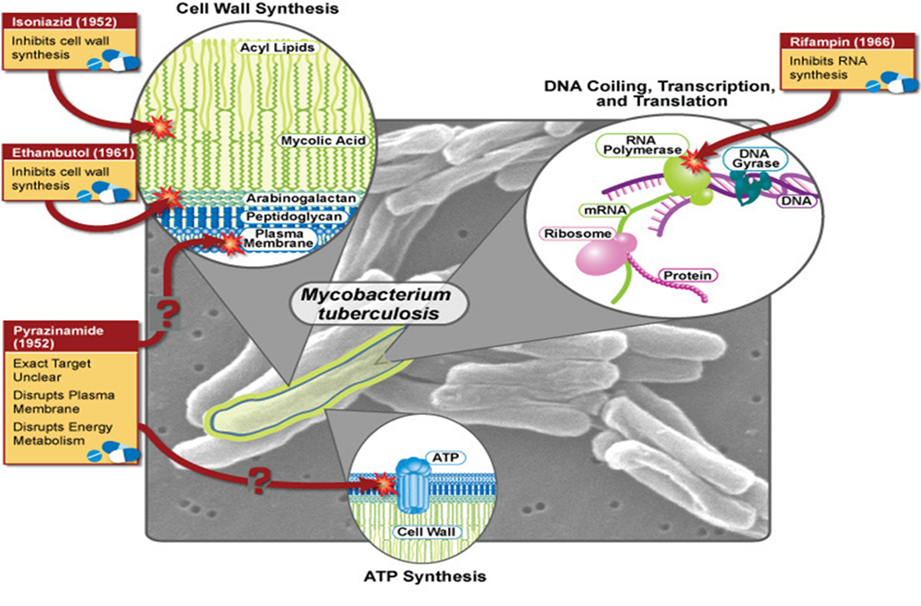 Cell Wall Synthesis
Isoniazid (1952)
Inhibits cell wall
synthesis
Acyl Lipids
Mycolic Acid
Ethambutol (1961)
Inhibits cell wall
synthesis
Arabinogalactan
Peptidoglycan
Plasma
Membrane
Rifampin (1966)
Inhibits RNA
synthesis
DNA Coiling, Transcription,
and Translation
RNA
Polymerase
DNA
Gyrase
DNA
mRNA
Ribosome
Protein
Mycobacterium
tuberculosis
?
Pyrazinamide
(1952)
Exact Target
Unclear
Disrupts Plasma
Membrane
Disrupts Energy
Metabolism
?
ATP
Cell Wall
ATP Synthesis